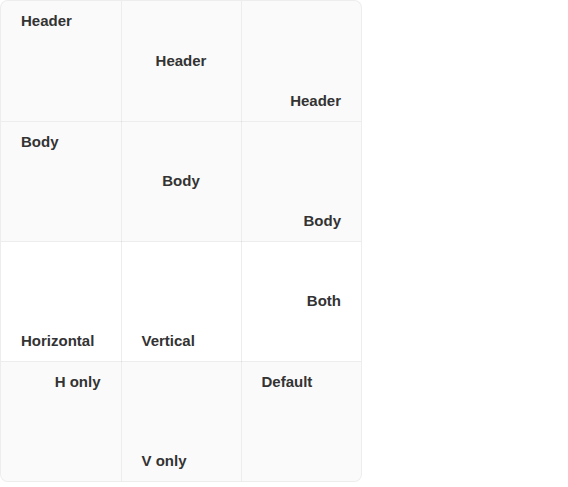 Header
Header
Header
Body
Body
Body
Horizontal
Vertical
Both
H only
V only
Default